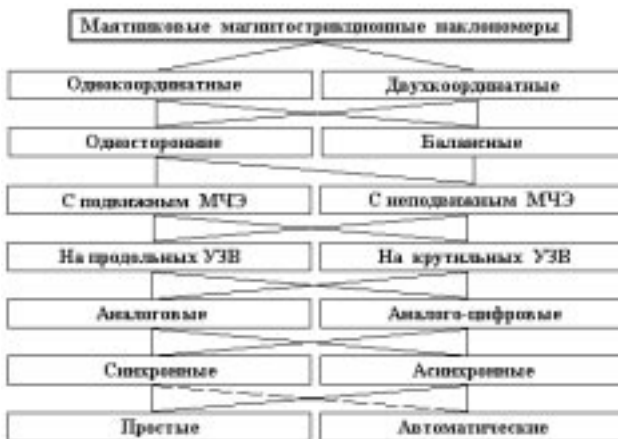 Маятниковые магнитострикционные наклономеры
Однокоординатные Двухкоординатные
Односторонние Балансные
С подвижным МЧЭ С неподвижным МЧЭ
На продольных УЗВ На крутильных УЗВ
Аналоговые Аналого-цифровые
Синхронные Асинхронные
Простые Автоматические